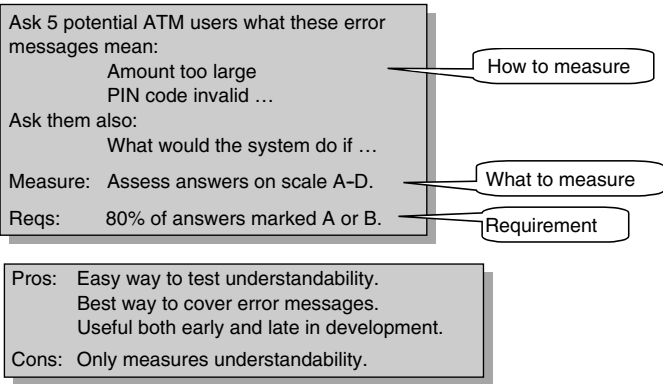 Ask 5 potential ATM users what these error
messages mean:
Amount too large
PIN code invalid …
Ask them also:
What would the system do if …
Measure: Assess answers on scale A-D.
Reqs: 80% of answers marked A or B.
How to measure
What to measure
Requirement
Pros: Easy way to test understandability.
Best way to cover error messages.
Useful both early and late in development.
Cons: Only measures understandability.